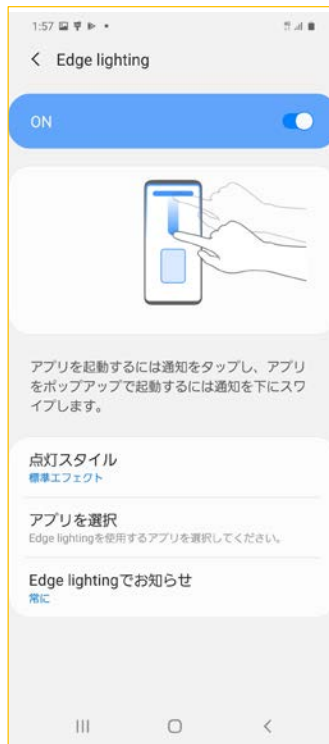 1:57
Edge lighting
ON
アプリを起動するには通知をタップし、アプリ
をポップアップで起動するには通知を下にスワ
イプします。
点灯スタイル
標準エフェクト
アプリを選択
Edge lightingを使用するアプリを選択してください。
Edge lightingでお知らせ
常に